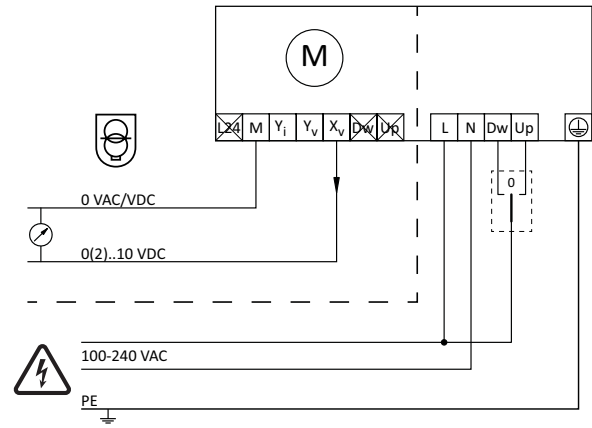 M
L24 M Yi Yv Xv Dw Up L N Dw Up
0
0 VAC/VDC
0(2)..10 VDC
100-240 VAC
PE